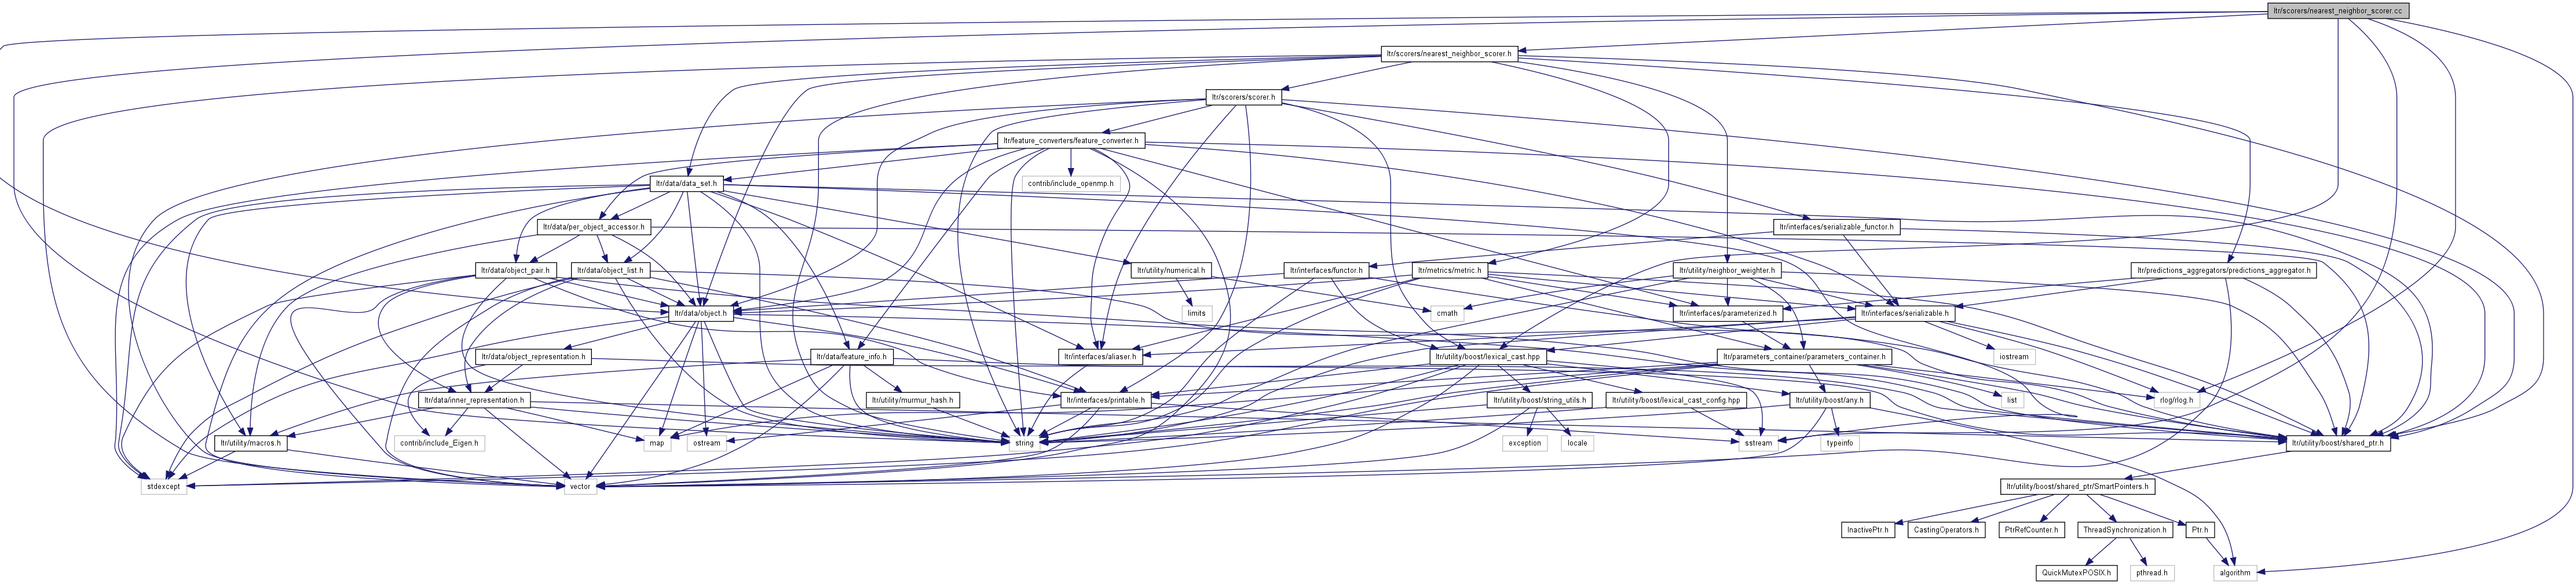 ltr/scorers/nearest_neighbor_scorer.cc
ltr/scorers/nearest_neighbor_scorer.h
ltr/scorers/scorer.h
ltr/feature_converters/feature_converter.h
ltr/data/data_set.h
contrib/include_openmp.h
ltr/data/per_object_accessor.h
ltr/interfaces/serializable_functor.h
ltr/data/object_pair.h
ltr/data/object_list.h
ltr/utility/numerical.h
ltr/interfaces/functor.h
ltr/metrics/metric.h
ltr/utility/neighbor_weighter.h
ltr/predictions_aggregators/predictions_aggregator.h
ltr/data/object.h
limits
cmath
ltr/interfaces/parameterized.h
ltr/interfaces/serializable.h
ltr/data/object_representation.h
ltr/data/feature_info.h
ltr/interfaces/aliaser.h
ltr/utility/boost/lexical_cast.hpp
ltr/parameters_container/parameters_container.h
iostream
ltr/data/inner_representation.h
ltr/utility/murmur_hash.h
ltr/interfaces/printable.h
ltr/utility/boost/string_utils.h
ltr/utility/boost/lexical_cast_config.hpp
ltr/utility/boost/any.h
list
rlog/rlog.h
ltr/utility/macros.h
contrib/include_Eigen.h
map
ostream
string
exception
locale
sstream
typeinfo
ltr/utility/boost/shared_ptr.h
stdexcept
vector
ltr/utility/boost/shared_ptr/SmartPointers.h
InactivePtr.h
CastingOperators.h
PtrRefCounter.h
ThreadSynchronization.h
Ptr.h
QuickMutexPOSIX.h
pthread.h
algorithm